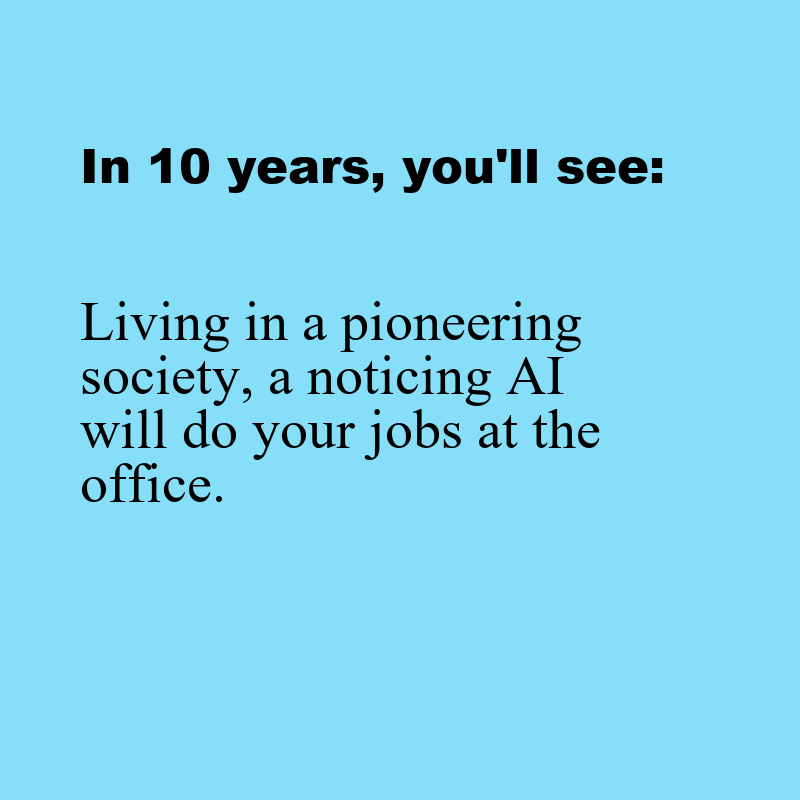 In 10 years, you'll see:
Living in a pioneering
society, a noticing AI
will do your jobs at the
office.